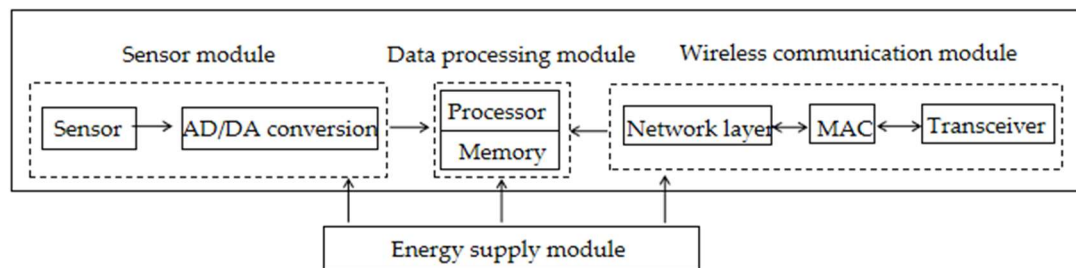 Sensor module
Data processing module
Wireless communication module
Sensor
AD/DA conversion
Processor
Memory
Network layer
MAC
Transceiver
Energy supply module